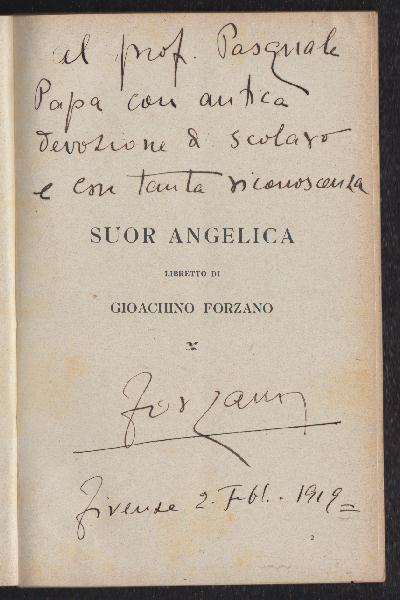 al prof. Pasquale
Papa con antica
devozione di scolaro
e con tanta riconoscenza
SUOR ANGELICA
LIBRETTO DI
GIOACHINO FORZANO
Forzano
Firenze 2. Febb. 1919
2